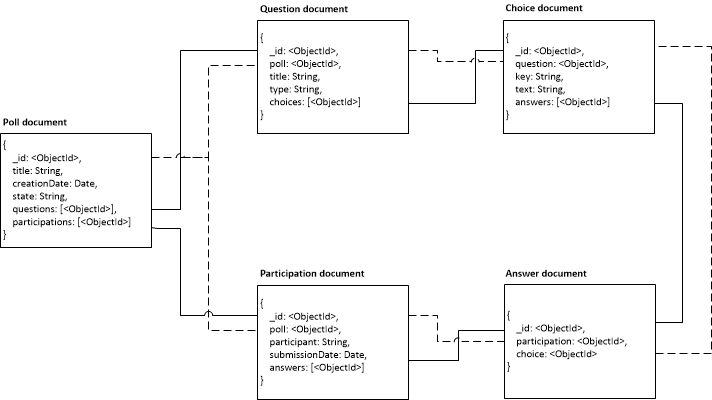 Question document
{
_id: <ObjectId>,
poll: <ObjectId>,
title: String,
type: String,
choices: [<ObjectId>]
}
Choice document
{
_id: <ObjectId>,
question: <ObjectId>,
key: String,
text: String,
answers: [<ObjectId>]
}
Poll document
{
_id: <ObjectId>,
title: String,
creationDate: Date,
state: String,
questions: [<ObjectId>],
participations: [<ObjectId>]
}
Participation document
{
_id: <ObjectId>,
poll: <ObjectId>,
participant: String,
submissionDate: Date,
answers: [<ObjectId>]
}
Answer document
{
_id: <ObjectId>,
participation: <ObjectId>,
choice: <ObjectId>
}